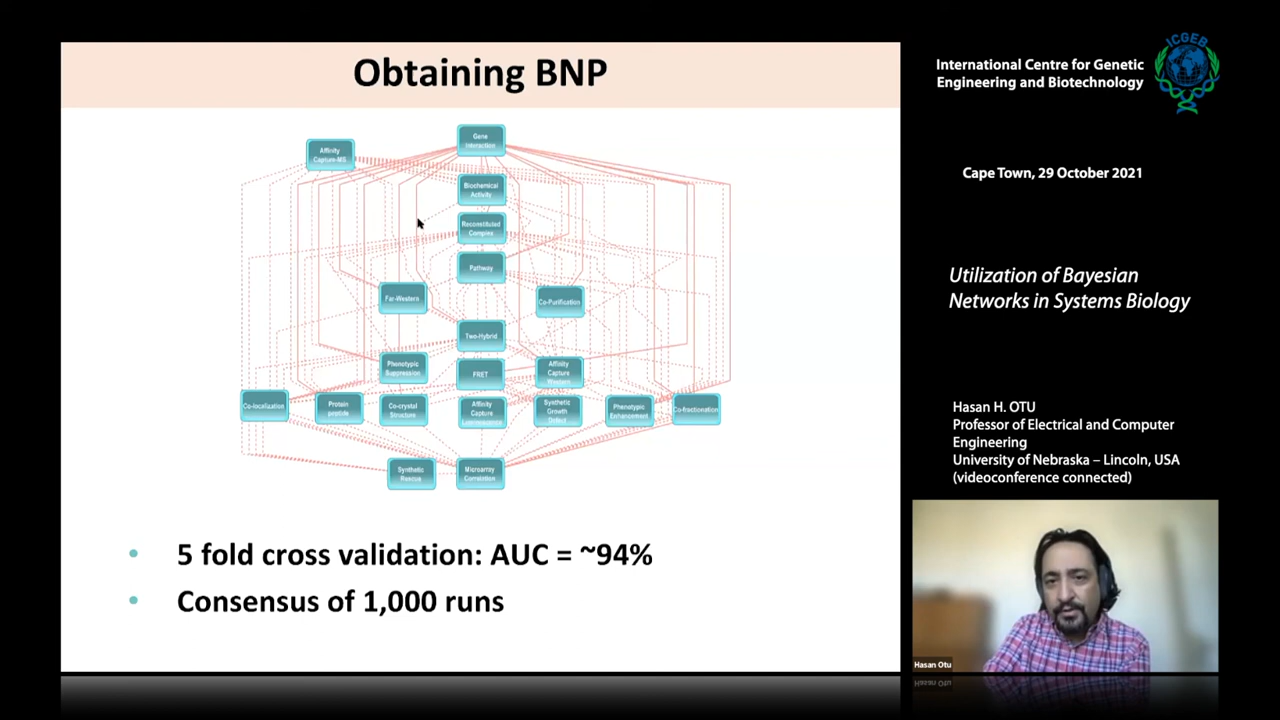 Obtaining BNP
Gene
Interaction
Affinity
Capture-MS
Biochemical
Activity
Reconstituted
Complex
Pathway
Far-Western
Co-Purification
Two-Hybrid
Phenotypic
Suppression
FRET
Affinity
Capture
Western
Co-localization
Protein
peptide
Co-crystal
Structure
Affinity
Capture
Luminescence
Synthetic
Growth
Defect
Phenotypic
Enhancement
Co-fractionation
Synthetic
Rescue
Microarray
Correlation
• 5 fold cross validation: AUC = ~94%
• Consensus of 1,000 runs
International Centre for Genetic
Engineering and Biotechnology
ICGEB
Cape Town, 29 October 2021
Utilization of Bayesian
Networks in Systems Biology
Hasan H. OTU
Professor of Electrical and Computer
Engineering
University of Nebraska – Lincoln, USA
(videoconference connected)
Hasan Otu